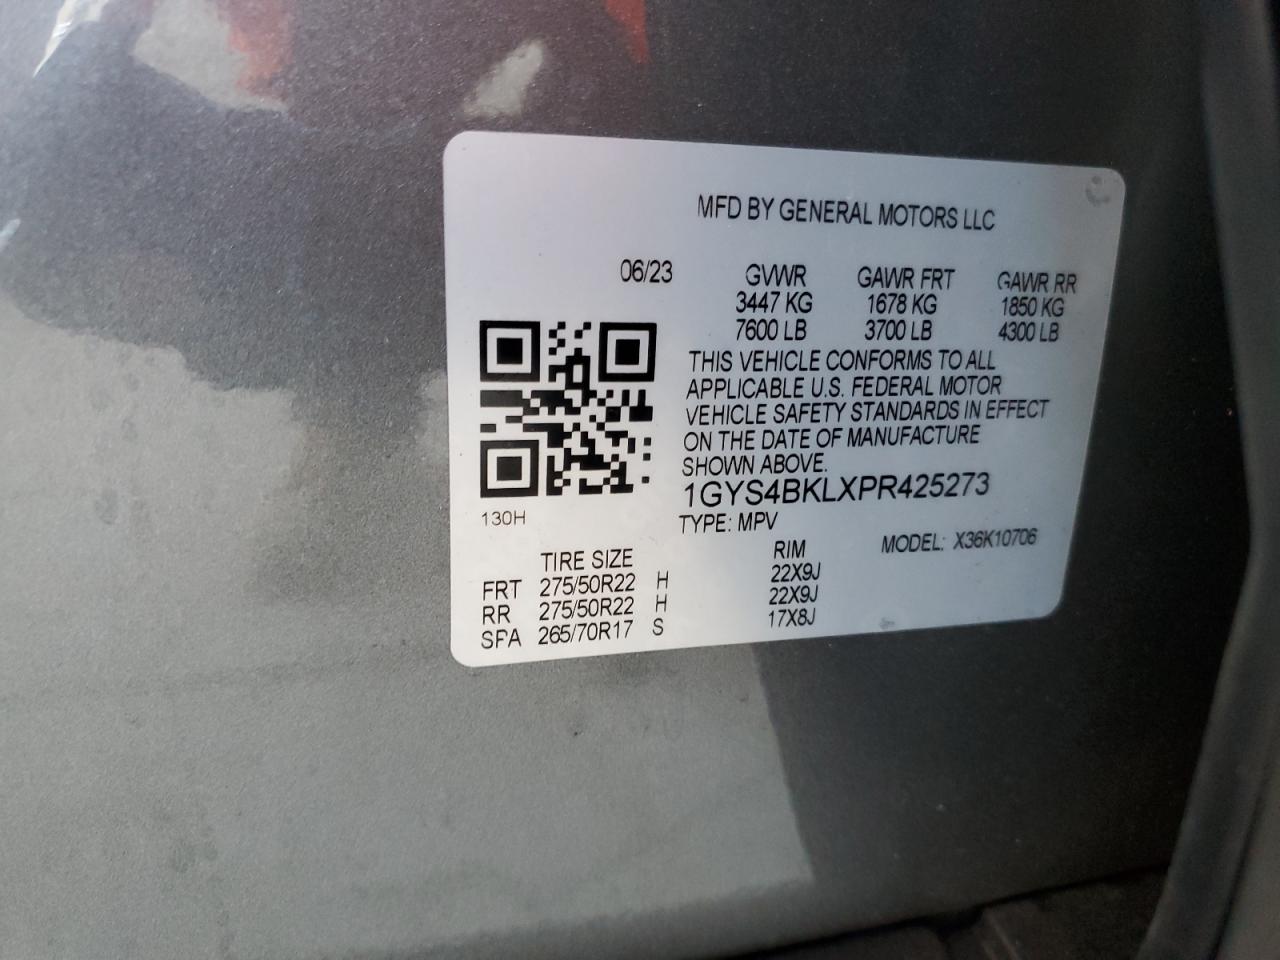 MFD BY GENERAL MOTORS LLC
06/23 GVWR GAWR FRT GAWR RR
3447 KG 1678 KG 1850 KG
7600 LB 3700 LB 4300 LB
THIS VEHICLE CONFORMS TO ALL
APPLICABLE U.S. FEDERAL MOTOR
VEHICLE SAFETY STANDARDS IN EFFECT
ON THE DATE OF MANUFACTURE
SHOWN ABOVE.
1GYS4BKLXPR425273
130H
TYPE: MPV MODEL: X36K10706
TIRE SIZE RIM
FRT 275/50R22 H 22X9J
RR 275/50R22 H 22X9J
SPA 265/70R17 S 17X8J